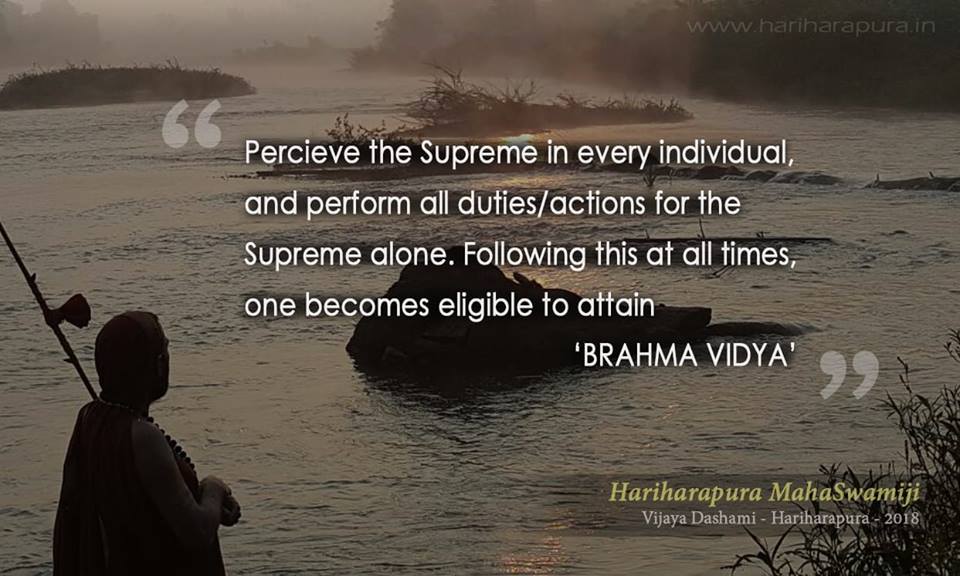 www.hariharapura.in
“
Percieve the Supreme in every individual,
and perform all duties/actions for the
Supreme alone. Following this at all times,
one becomes eligible to attain
‘BRAHMA VIDYA’
”
Hariharapura MahaSwamiji
Vijaya Dashami - Hariharapura - 2018